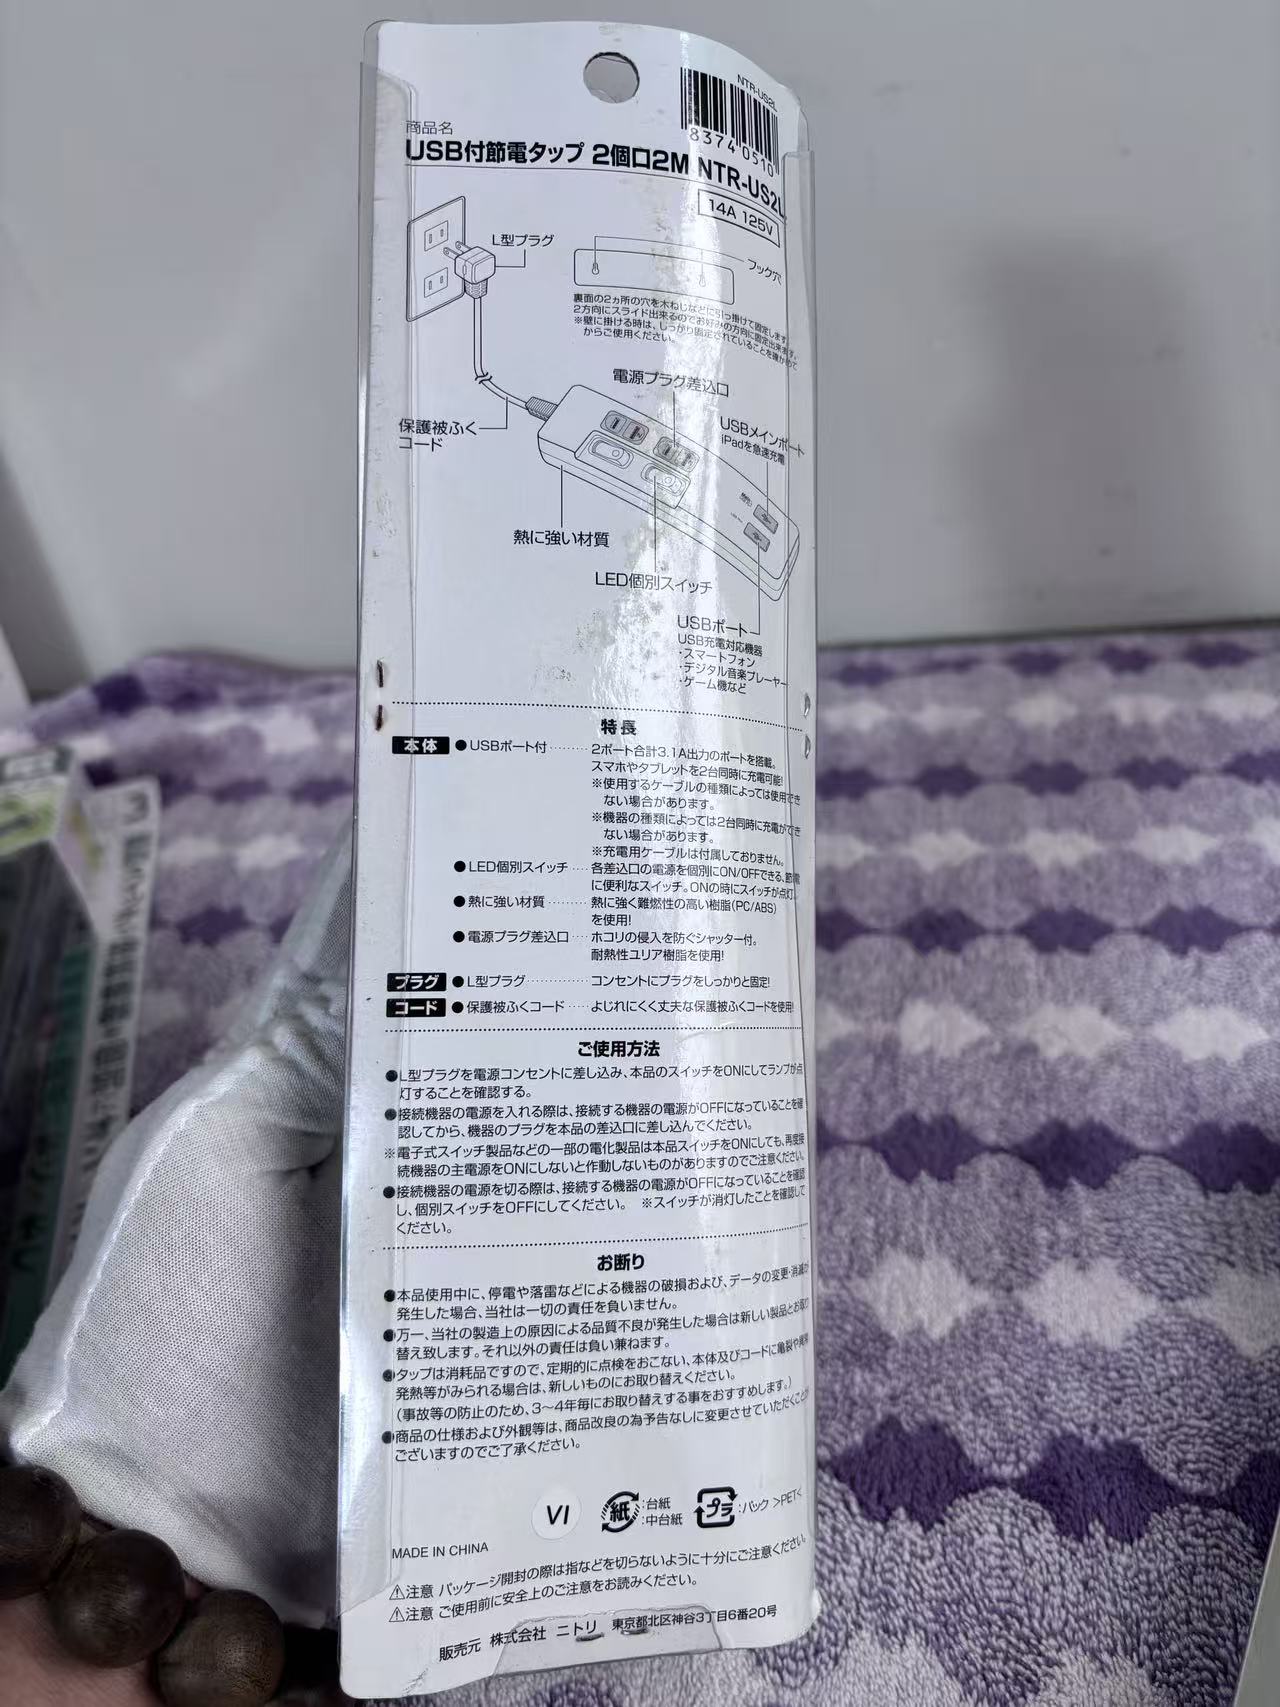 NTR-US2L
8374 0510
商品名
USB付節電タップ 2個口2M NTR-US2L
14A 125V
L型プラグ
フック穴
裏面の2ヵ所の穴を木ねじなどに引っ掛けて固定します。
2方向にスライド出来るのでお好みの方向に固定出来ます。
※壁に掛ける時は、しっかり固定されていることを確かめて
からご使用ください。
電源プラグ差込口
USBメインポート
iPadを急速充電
保護被ふく
コード
熱に強い材質
LED個別スイッチ
USBポート
USB充電対応機器
・スマートフォン
・デジタル音楽プレーヤー
・ゲーム機など
特長
本体 ●USBポート付 ········ 2ポート合計3.1A出力のポートを搭載。
スマホやタブレットを2台同時に充電可能!
※使用するケーブルの種類によっては使用でき
ない場合があります。
※機器の種類によっては2台同時に充電ができ
ない場合があります。
※充電用ケーブルは付属しておりません。
●LED個別スイッチ ···· 各差込口の電源を個別にON/OFFできる、節電
に便利なスイッチ。ONの時にスイッチが点灯。
●熱に強い材質 ········· 熱に強く難燃性の高い樹脂(PC/ABS)
を使用!
●電源プラグ差込口 ···· ホコリの侵入を防ぐシャッター付。
耐熱性ユリア樹脂を使用!
プラグ ●L型プラグ ············· コンセントにプラグをしっかりと固定!
コード ●保護被ふくコード ····· よじれにくく丈夫な保護被ふくコードを使用!
ご使用方法
●L型プラグを電源コンセントに差し込み、本品のスイッチをONにしてランプが点
灯することを確認する。
●接続機器の電源を入れる際は、接続する機器の電源がOFFになっていることを確
認してから、機器のプラグを本品の差込口に差し込んでください。
※電子式スイッチ製品などの一部の電化製品は本品スイッチをONにしても、再度接
続機器の主電源をONにしないと作動しないものがありますのでご注意ください。
●接続機器の電源を切る際は、接続する機器の電源がOFFになっていることを確認
し、個別スイッチをOFFにしてください。 ※スイッチが消灯したことを確認して
ください。
お断り
●本品使用中に、停電や落雷などによる機器の破損および、データの変更・消滅が
発生した場合、当社は一切の責任を負いません。
●万一、当社の製造上の原因による品質不良が発生した場合は新しい製品とお取り
替え致します。それ以外の責任は負い兼ねます。
●タップは消耗品ですので、定期的に点検をおこない、本体及びコードに亀裂や異常
発熱等がみられる場合は、新しいものにお取り替えください。
(事故等の防止のため、3〜4年毎にお取り替えする事をおすすめします。)
●商品の仕様および外観等は、商品改良の為予告なしに変更させていただくことが
ございますのでご了承ください。
VI
紙 :台紙
:中台紙
プラ :パック >PET<
MADE IN CHINA
⚠注意 パッケージ開封の際は指などを切らないように十分にご注意ください。
⚠注意 ご使用前に安全上のご注意をお読みください。
販売元 株式会社 ニトリ 東京都北区神谷3丁目6番20号